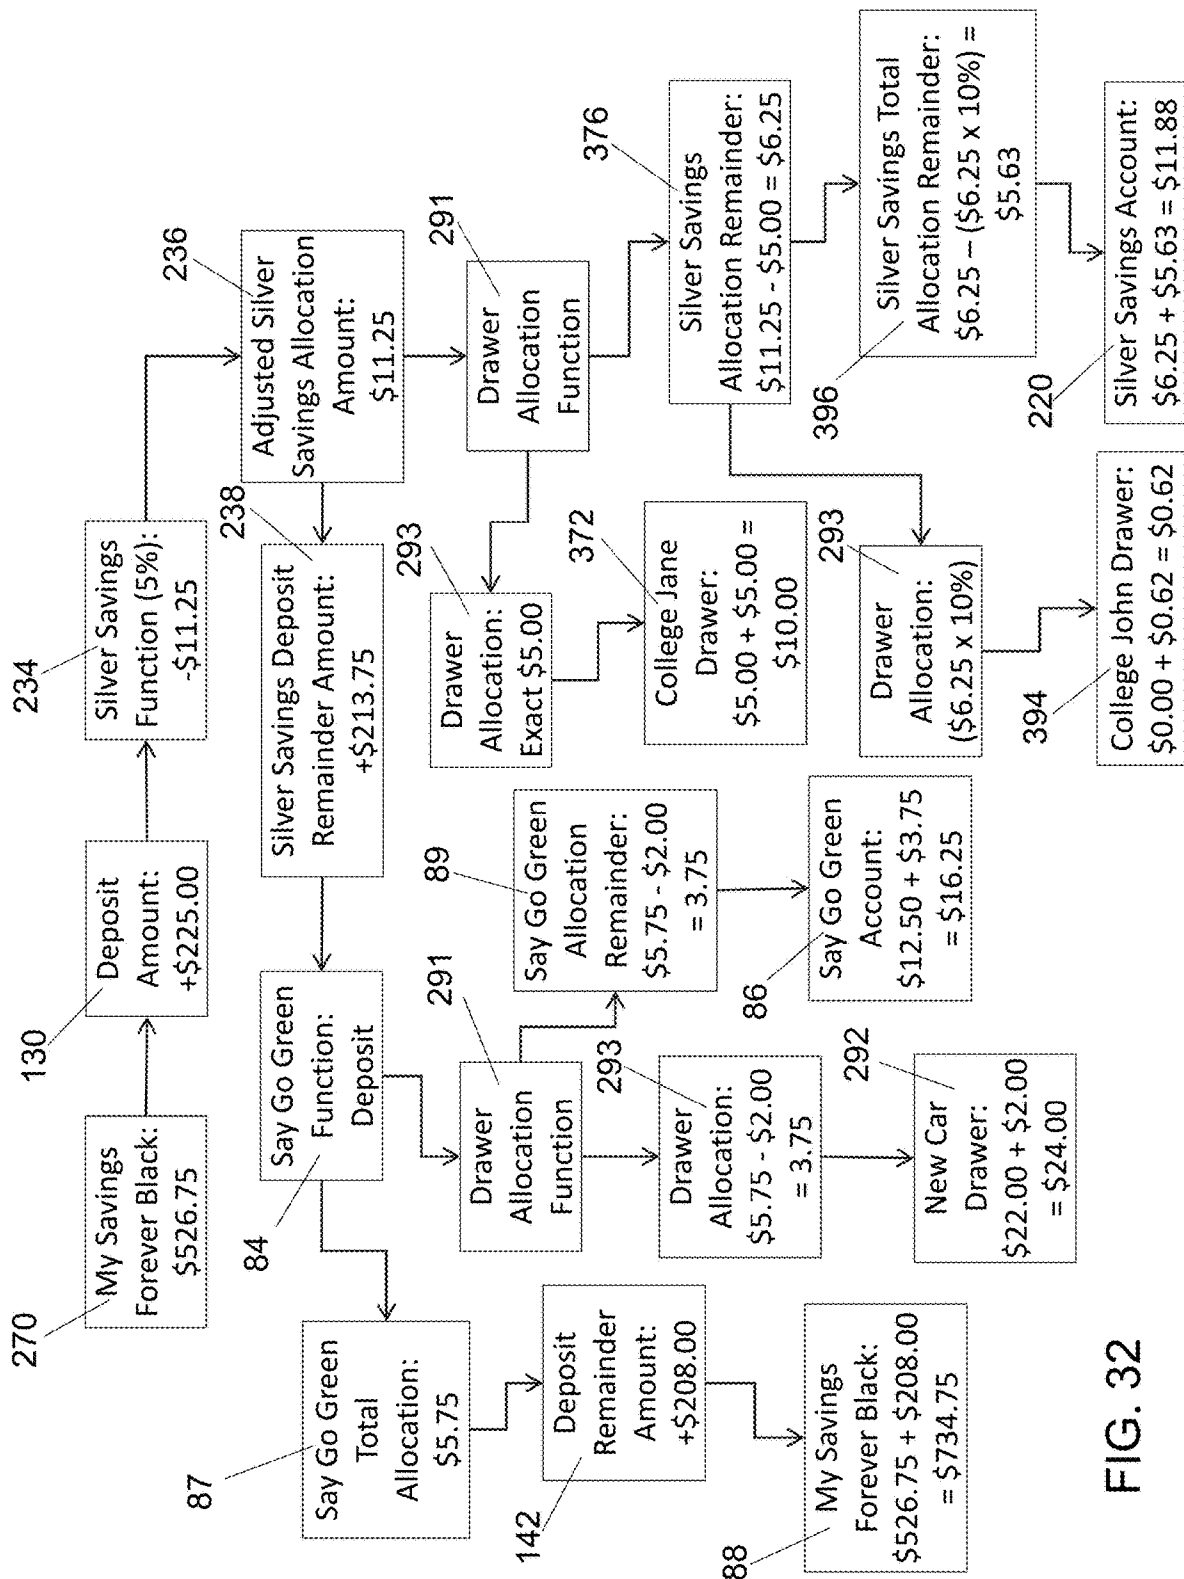 270
My Savings
Forever Black:
$526.75
130
Deposit
Amount:
+$225.00
234
Silver Savings
Function (5%):
-$11.25
236
Adjusted Silver
Savings Allocation
Amount:
$11.25
238
Silver Savings Deposit
Remainder Amount:
+$213.75
84
Say Go Green
Function:
Deposit
87
Say Go Green
Total
Allocation:
$5.75
142
Deposit
Remainder
Amount:
+$208.00
88
My Savings
Forever Black:
$526.75 + $208.00
= $734.75
291
Drawer
Allocation
Function
293
Drawer
Allocation:
$5.75 - $2.00
= 3.75
292
New Car
Drawer:
$22.00 + $2.00
= $24.00
89
Say Go Green
Allocation
Remainder:
$5.75 - $2.00
= 3.75
86
Say Go Green
Account:
$12.50 + $3.75
= $16.25
291
Drawer
Allocation
Function
293
Drawer
Allocation:
Exact $5.00
372
College Jane
Drawer:
$5.00 + $5.00 =
$10.00
376
Silver Savings
Allocation Remainder:
$11.25 - $5.00 = $6.25
293
Drawer
Allocation:
($6.25 x 10%)
394
College John Drawer:
$0.00 + $0.62 = $0.62
396
Silver Savings Total
Allocation Remainder:
$6.25 – ($6.25 x 10%) =
$5.63
220
Silver Savings Account:
$6.25 + $5.63 = $11.88
FIG. 32